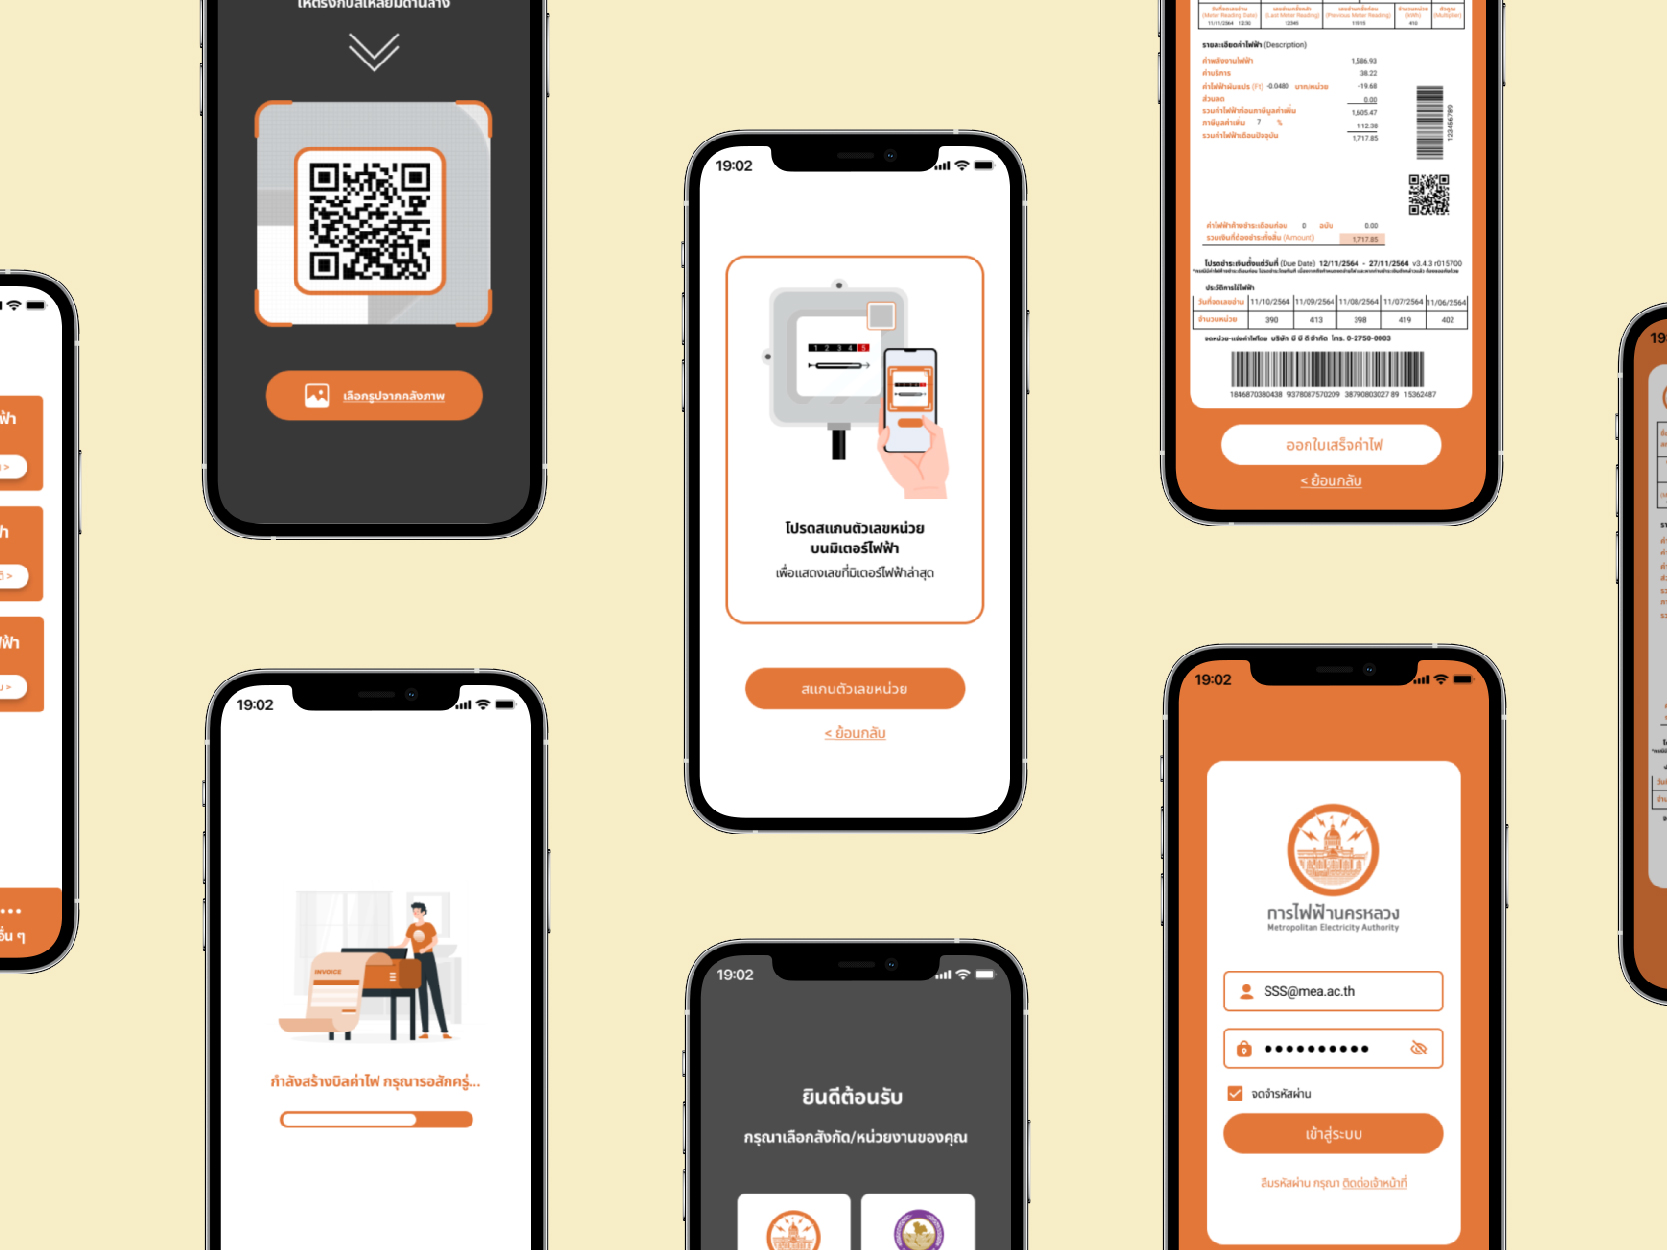 ให้ตรงกับสี่เหลี่ยมด้านล่าง
เลือกรูปจากคลังภาพ
19:02
กำลังสร้างบิลค่าไฟ กรุณารอสักครู่...
INVOICE
19:02
1 2 3 4 5
โปรดสแกนตัวเลขหน่วย
บนมิเตอร์ไฟฟ้า
เพื่อแสดงเลขที่มิเตอร์ไฟฟ้าล่าสุด
สแกนตัวเลขหน่วย
< ย้อนกลับ
19:02
ยินดีต้อนรับ
กรุณาเลือกสังกัด/หน่วยงานของคุณ
(Meter Reading Date) (Last Meter Reading) (Previous Meter Reading) (kWh) (Multiplier)
รายละเอียดค่าไฟฟ้า (Descrption)
ค่าพลังงานไฟฟ้า 1,586.93
ค่าบริการ 38.22
ค่าไฟฟ้าผันแปร (Ft) -0.0480 บาท/หน่วย -19.68
ส่วนลด 0.00
รวมค่าไฟฟ้าก่อนภาษีมูลค่าเพิ่ม 1,605.47
ภาษีมูลค่าเพิ่ม 7 % 112.38
รวมค่าไฟฟ้าเดือนปัจจุบัน 1,717.85
123456789
ค่าไฟฟ้าค้างชำระเดือนก่อน 0 ฉบับ 0.00
รวมเงินที่ต้องชำระทั้งสิ้น (Amount) 1,717.85
โปรดชำระเงินตั้งแต่วันที่ (Due Date) 12/11/2564 - 27/11/2564 v3.4.3 r015700
ประวัติการใช้ไฟฟ้า
วันที่จดเลขอ่าน 11/10/2564 11/09/2564 11/08/2564 11/07/2564 11/06/2564
จำนวนหน่วย 390 413 398 419 402
1846870380438 9378087570209 38790803027 89 15362487
ออกใบเสร็จค่าไฟ
< ย้อนกลับ
19:02
การไฟฟ้านครหลวง
Metropolitan Electricity Authority
SSS@mea.ac.th
จดจำรหัสผ่าน
เข้าสู่ระบบ
ลืมรหัสผ่าน กรุณา ติดต่อเจ้าหน้าที่